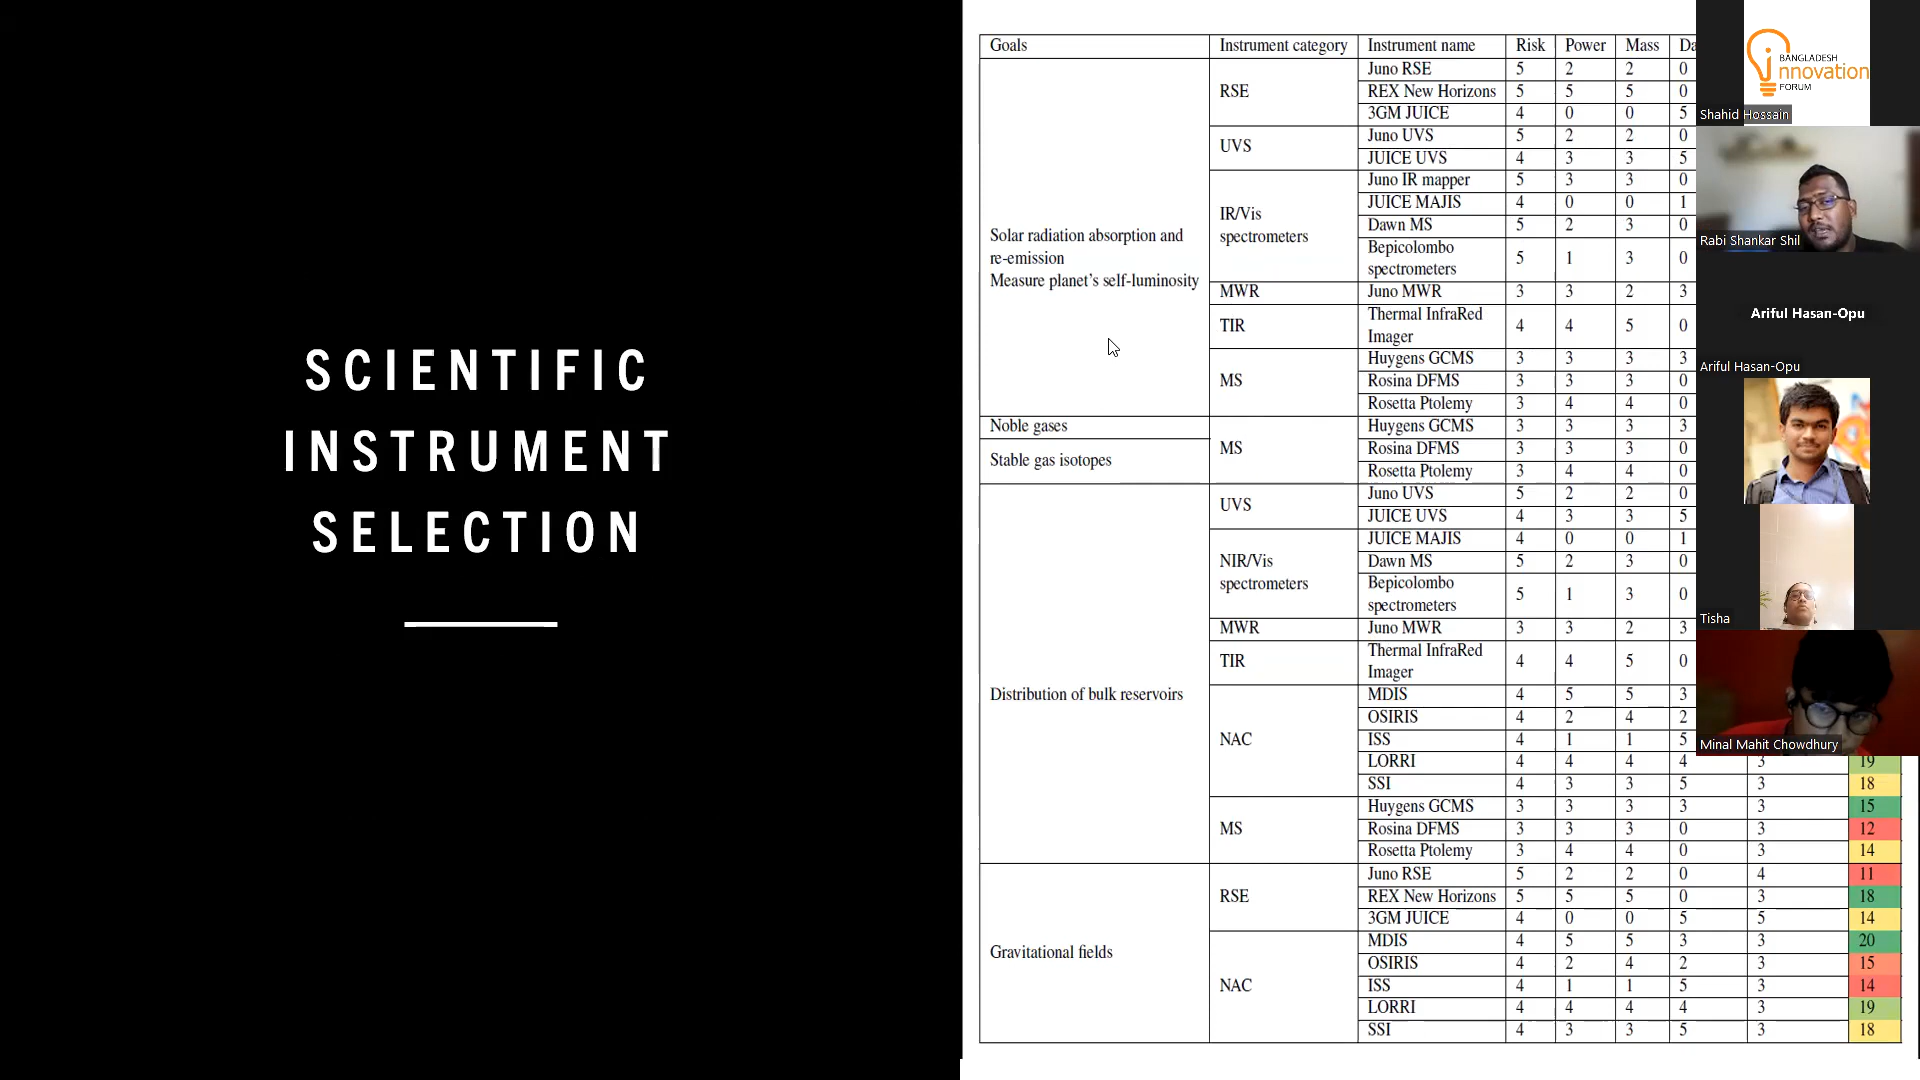 SCIENTIFIC
INSTRUMENT
SELECTION
Goals Instrument category Instrument name Risk Power Mass
Solar radiation absorption and
re-emission
Measure planet's self-luminosity
RSE
Juno RSE 5 2 2 0
REX New Horizons 5 5 5 0
3GM JUICE 4 0 0 5
UVS
Juno UVS 5 2 2 0
JUICE UVS 4 3 3 5
IR/Vis
spectrometers
Juno IR mapper 5 3 3 0
JUICE MAJIS 4 0 0 1
Dawn MS 5 2 3 0
Bepicolombo
spectrometers 5 1 3 0
MWR Juno MWR 3 3 2 3
TIR Thermal InfraRed
Imager 4 4 5 0
MS
Huygens GCMS 3 3 3 3
Rosina DFMS 3 3 3 0
Rosetta Ptolemy 3 4 4 0
Noble gases
Stable gas isotopes
MS
Huygens GCMS 3 3 3 3
Rosina DFMS 3 3 3 0
Rosetta Ptolemy 3 4 4 0
Distribution of bulk reservoirs
UVS
Juno UVS 5 2 2 0
JUICE UVS 4 3 3 5
NIR/Vis
spectrometers
JUICE MAJIS 4 0 0 1
Dawn MS 5 2 3 0
Bepicolombo
spectrometers 5 1 3 0
MWR Juno MWR 3 3 2 3
TIR Thermal InfraRed
Imager 4 4 5 0
NAC
MDIS 4 5 5 3
OSIRIS 4 2 4 2
ISS 4 1 1 5
LORRI 4 4 4 4 3 19
SSI 4 3 3 5 3 18
MS
Huygens GCMS 3 3 3 3 3 15
Rosina DFMS 3 3 3 0 3 12
Rosetta Ptolemy 3 4 4 0 3 14
Gravitational fields
RSE
Juno RSE 5 2 2 0 4 11
REX New Horizons 5 5 5 0 3 18
3GM JUICE 4 0 0 5 5 14
NAC
MDIS 4 5 5 3 3 20
OSIRIS 4 2 4 2 3 15
ISS 4 1 1 5 3 14
LORRI 4 4 4 4 3 19
SSI 4 3 3 5 3 18
BANGLADESH
innovation
FORUM
Shahid Hossain
Rabi Shankar Shil
Ariful Hasan-Opu
Ariful Hasan-Opu
Tisha
Minal Mahit Chowdhury